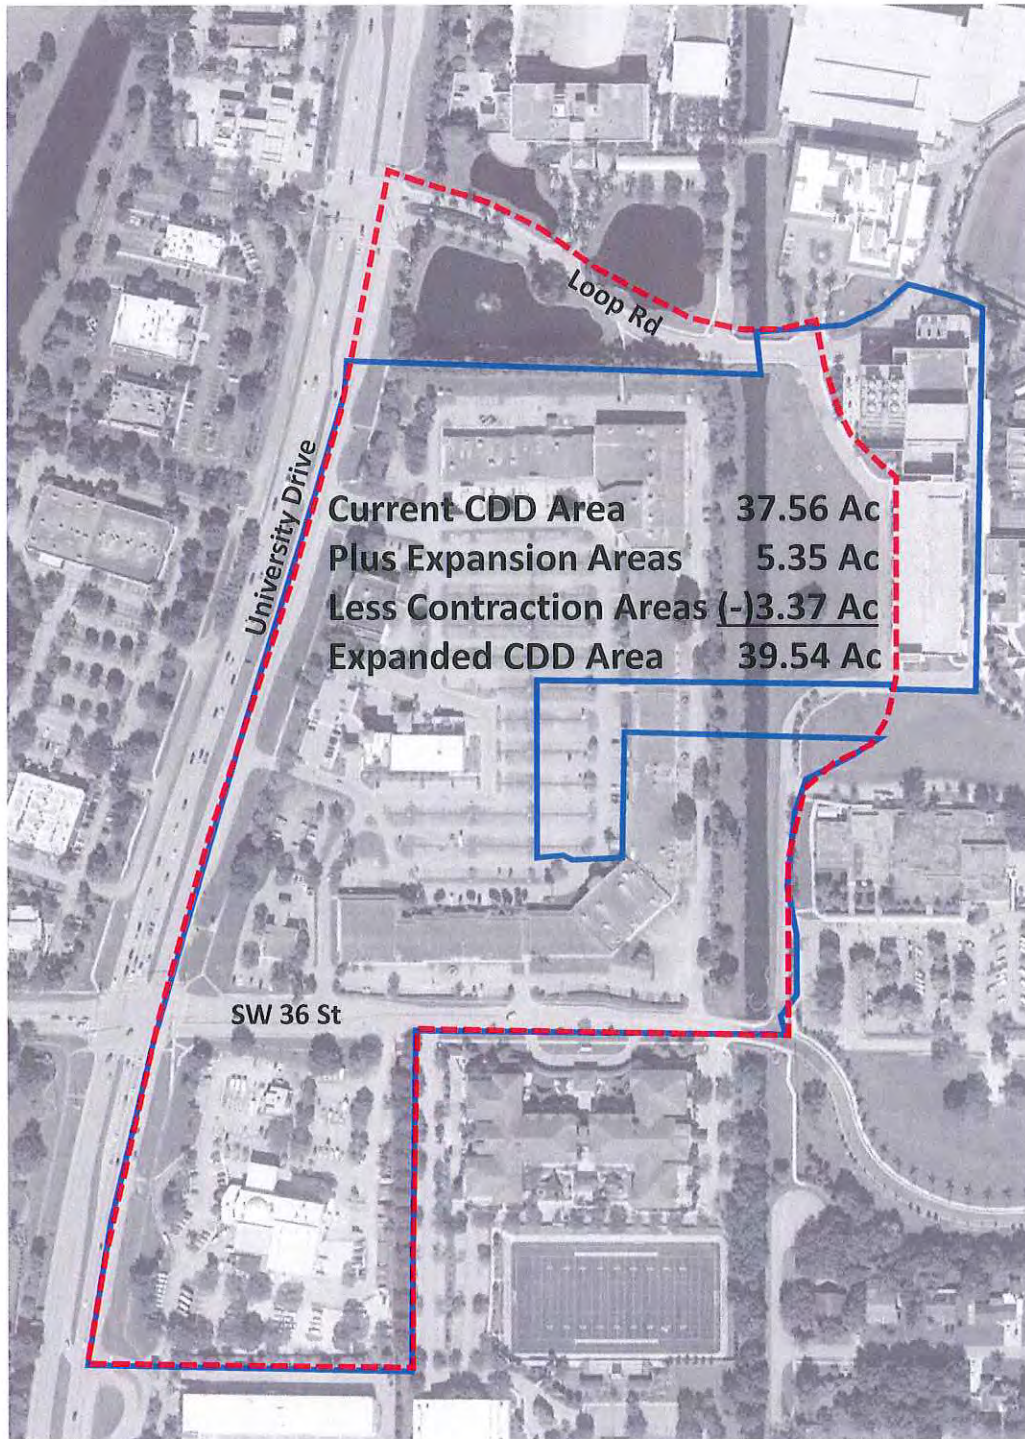 Loop Rd
University Drive
Current CDD Area 37.56 Ac
Plus Expansion Areas 5.35 Ac
Less Contraction Areas (-)3.37 Ac
Expanded CDD Area 39.54 Ac
SW 36 St